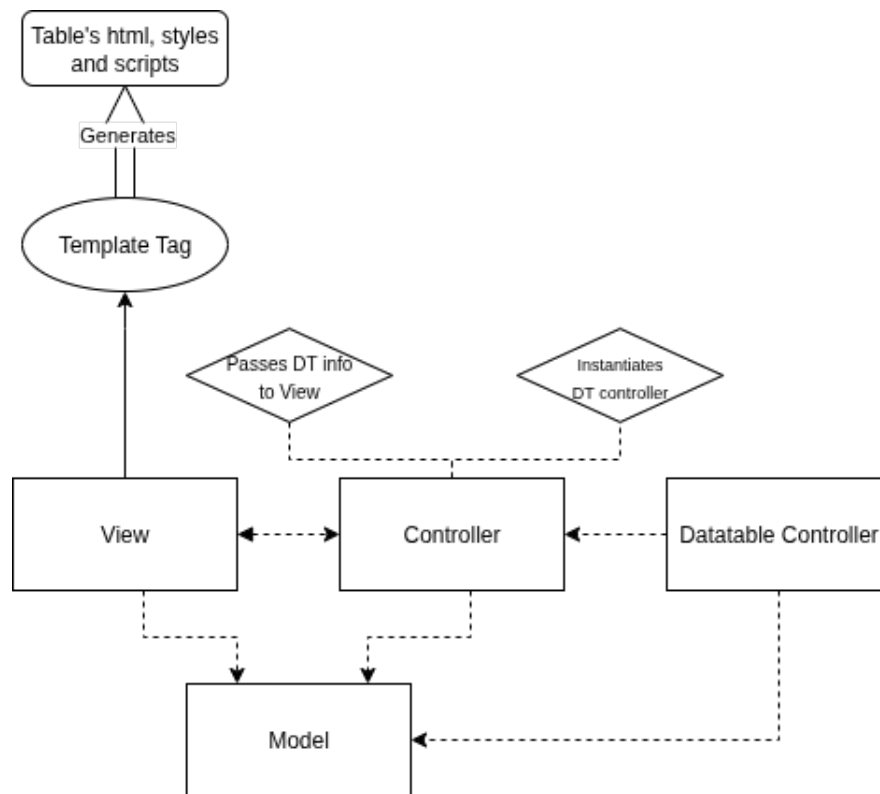 Table's html, styles
and scripts
Generates
Template Tag
Passes DT info
to View
Instantiates
DT controller
View
Controller
Datatable Controller
Model